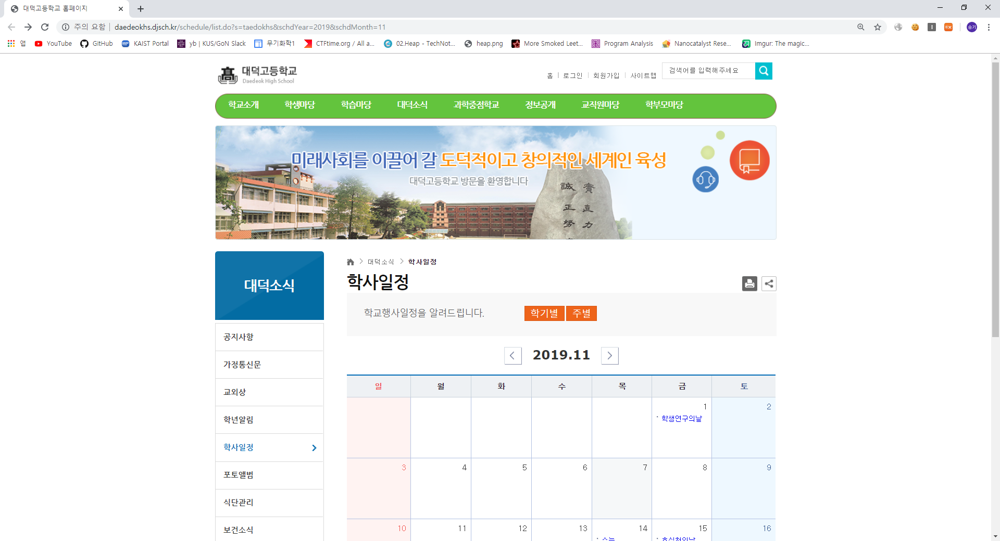 대덕고등학교 홈페이지
주의 요함 | daedeokhs.djsch.kr/schedule/list.do?s=taedokhs&schdYear=2019&schdMonth=11
승기
앱 YouTube GitHub KAIST Portal yb | KUS/GoN Slack 무기화학1 CTFtime.org / All a... 02.Heap - TechNot... heap.png More Smoked Leet... Program Analysis Nanocatalyst Rese... Imgur: The magic...
高 대덕고등학교
Daedeok High School
홈 로그인 회원가입 사이트맵 검색어를 입력해주세요
학교소개 학생마당 학습마당 대덕소식 과학중점학교 정보공개 교직원마당 학부모마당
미래사회를 이끌어 갈 도덕적이고 창의적인 세계인 육성
대덕고등학교 방문을 환영합니다
誠 實
正 直
努 力
대덕소식
공지사항
가정통신문
교외상
학년알림
학사일정
포토앨범
식단관리
보건소식
대덕소식 학사일정
학사일정
학교행사일정을 알려드립니다. 학기별 주별
2019.11
일 월 화 수 목 금 토
1 2
학생연구의날
3 4 5 6 7 8 9
10 11 12 13 14 15 16